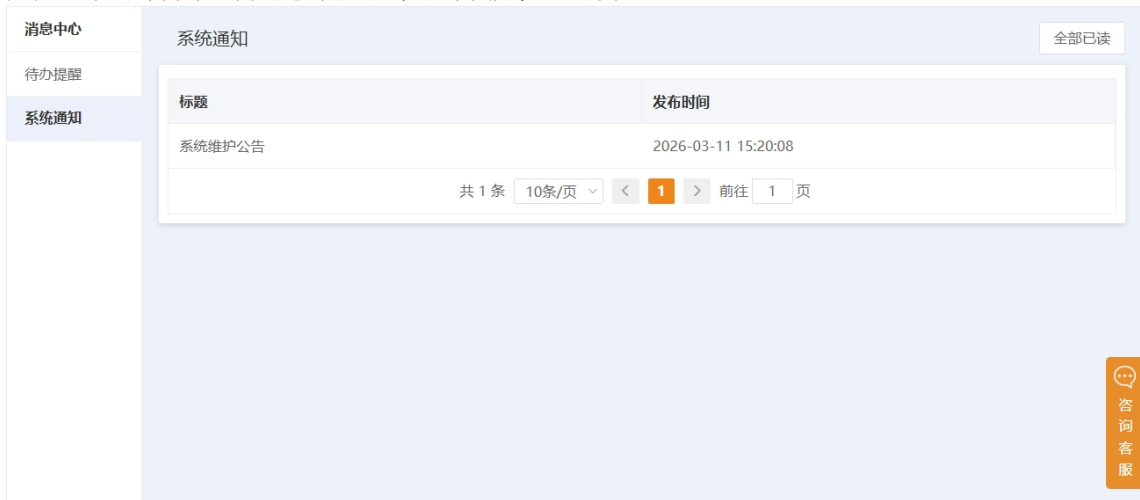 消息中心
待办提醒
系统通知
系统通知
全部已读
标题 发布时间
系统维护公告 2026-03-11 15:20:08
共 1 条 10条/页 1 前往 1 页
咨询客服